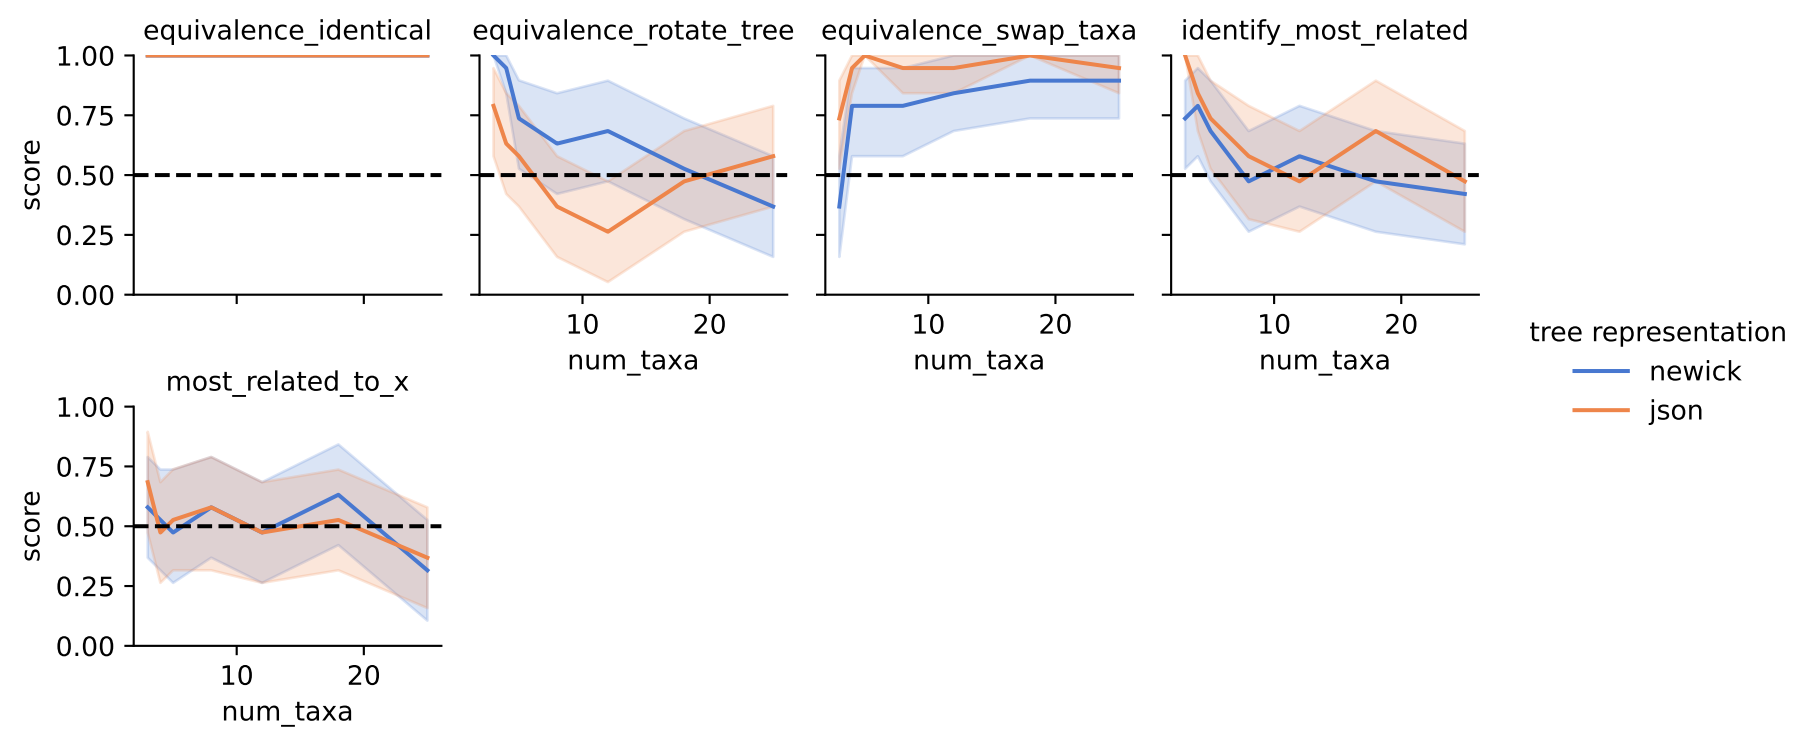 equivalence_identical
equivalence_rotate_tree
equivalence_swap_taxa
identify_most_related
1.00
0.75
0.50
0.25
0.00
score
10 20
num_taxa
10 20
num_taxa
10 20
num_taxa
tree representation
newick
json
most_related_to_x
1.00
0.75
0.50
0.25
0.00
score
10 20
num_taxa